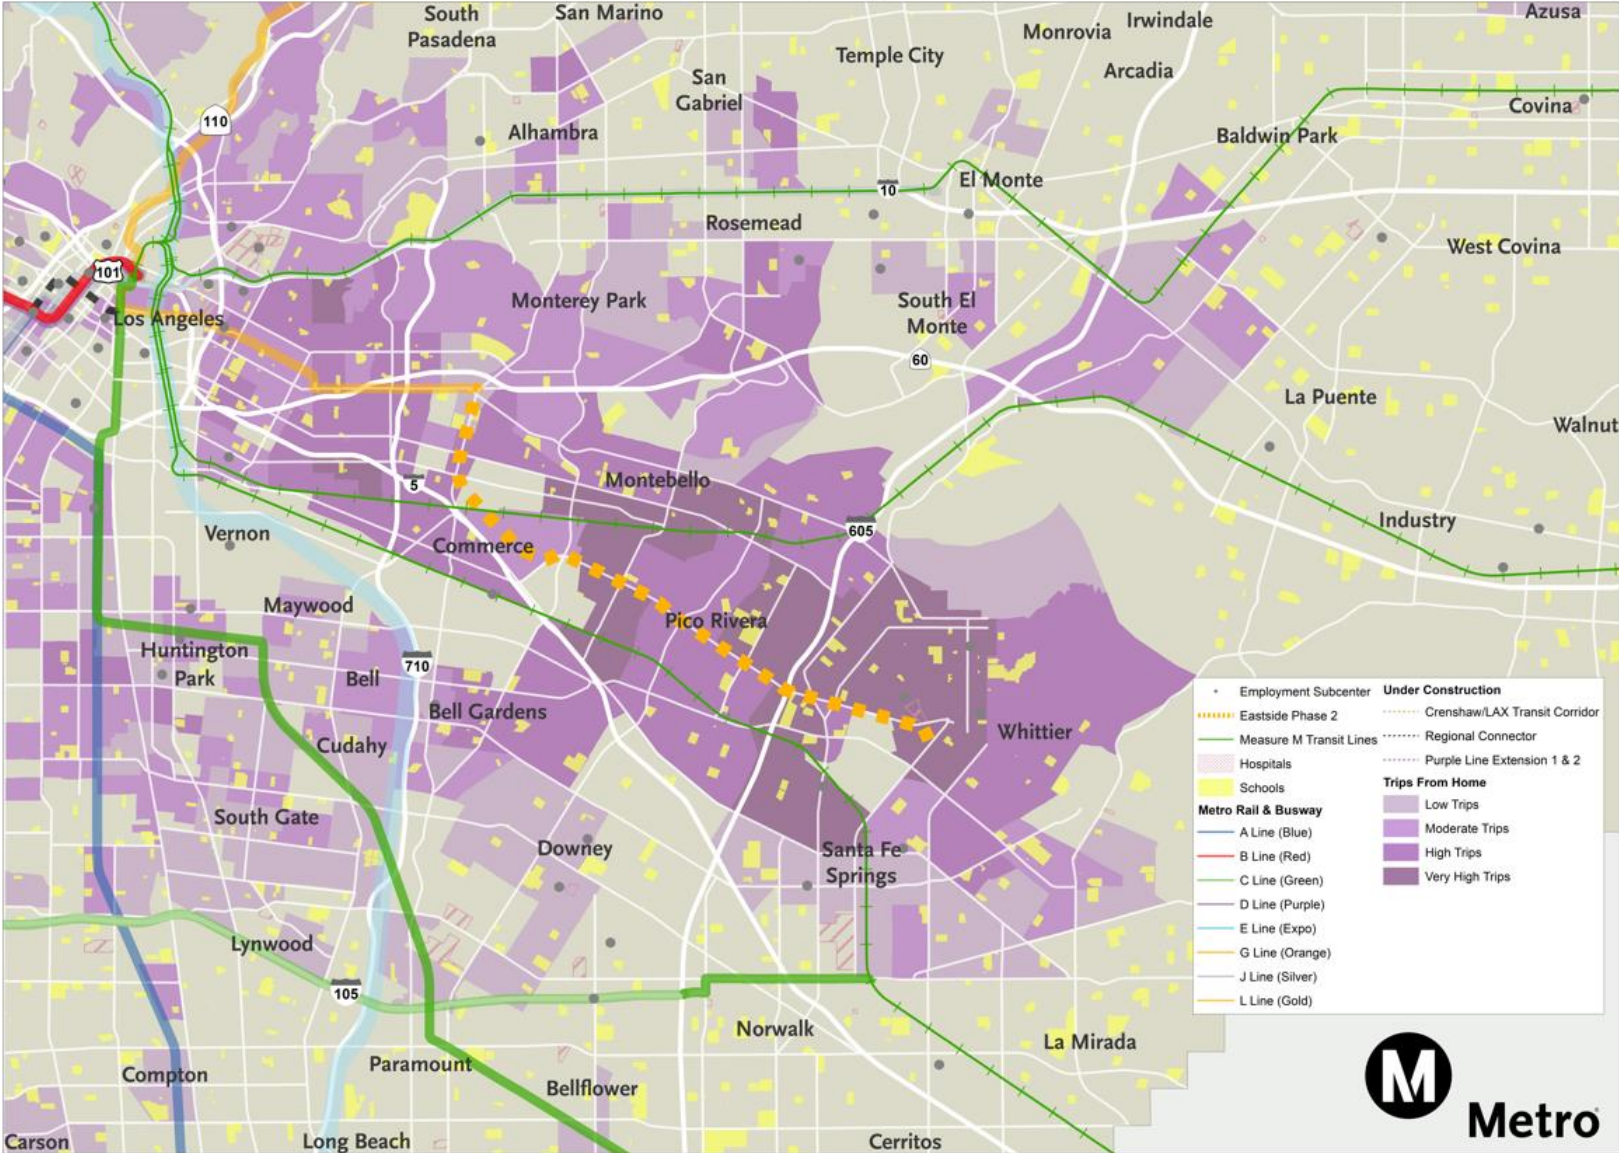 South
Pasadena
San Marino
Azusa
Irwindale
Monrovia
Temple City
Arcadia
San
Gabriel
Covina
110
Alhambra
Baldwin Park
El Monte
10
Rosemead
West Covina
101
Monterey Park
South El
Monte
Los Angeles
60
La Puente
Walnut
Montebello
5
Industry
605
Vernon
Commerce
Maywood
Pico Rivera
Huntington
Park
710
Bell
Bell Gardens
Whittier
Cudahy
South Gate
Downey
Santa Fe
Springs
Lynwood
105
Norwalk
La Mirada
Paramount
Compton
Bellflower
Carson
Long Beach
Cerritos
Employment Subcenter
Eastside Phase 2
Measure M Transit Lines
Hospitals
Schools
Metro Rail & Busway
A Line (Blue)
B Line (Red)
C Line (Green)
D Line (Purple)
E Line (Expo)
G Line (Orange)
J Line (Silver)
L Line (Gold)
Under Construction
Crenshaw/LAX Transit Corridor
Regional Connector
Purple Line Extension 1 & 2
Trips From Home
Low Trips
Moderate Trips
High Trips
Very High Trips
M
Metro